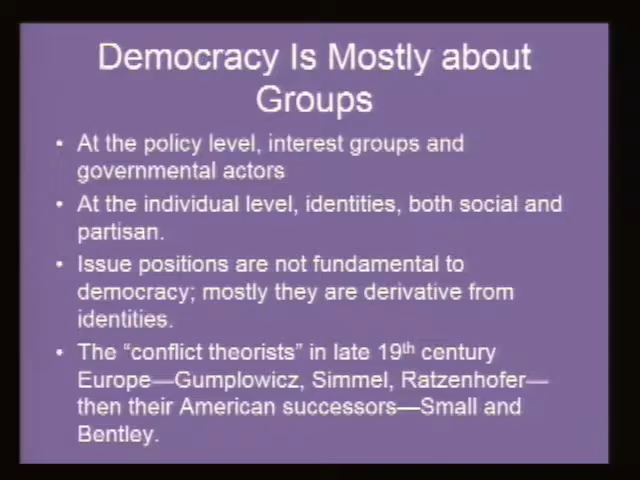 Democracy Is Mostly about
Groups
• At the policy level, interest groups and
governmental actors
• At the individual level, identities, both social and
partisan.
• Issue positions are not fundamental to
democracy; mostly they are derivative from
identities.
• The “conflict theorists” in late 19th century
Europe—Gumplowicz, Simmel, Ratzenhofer—
then their American successors—Small and
Bentley.